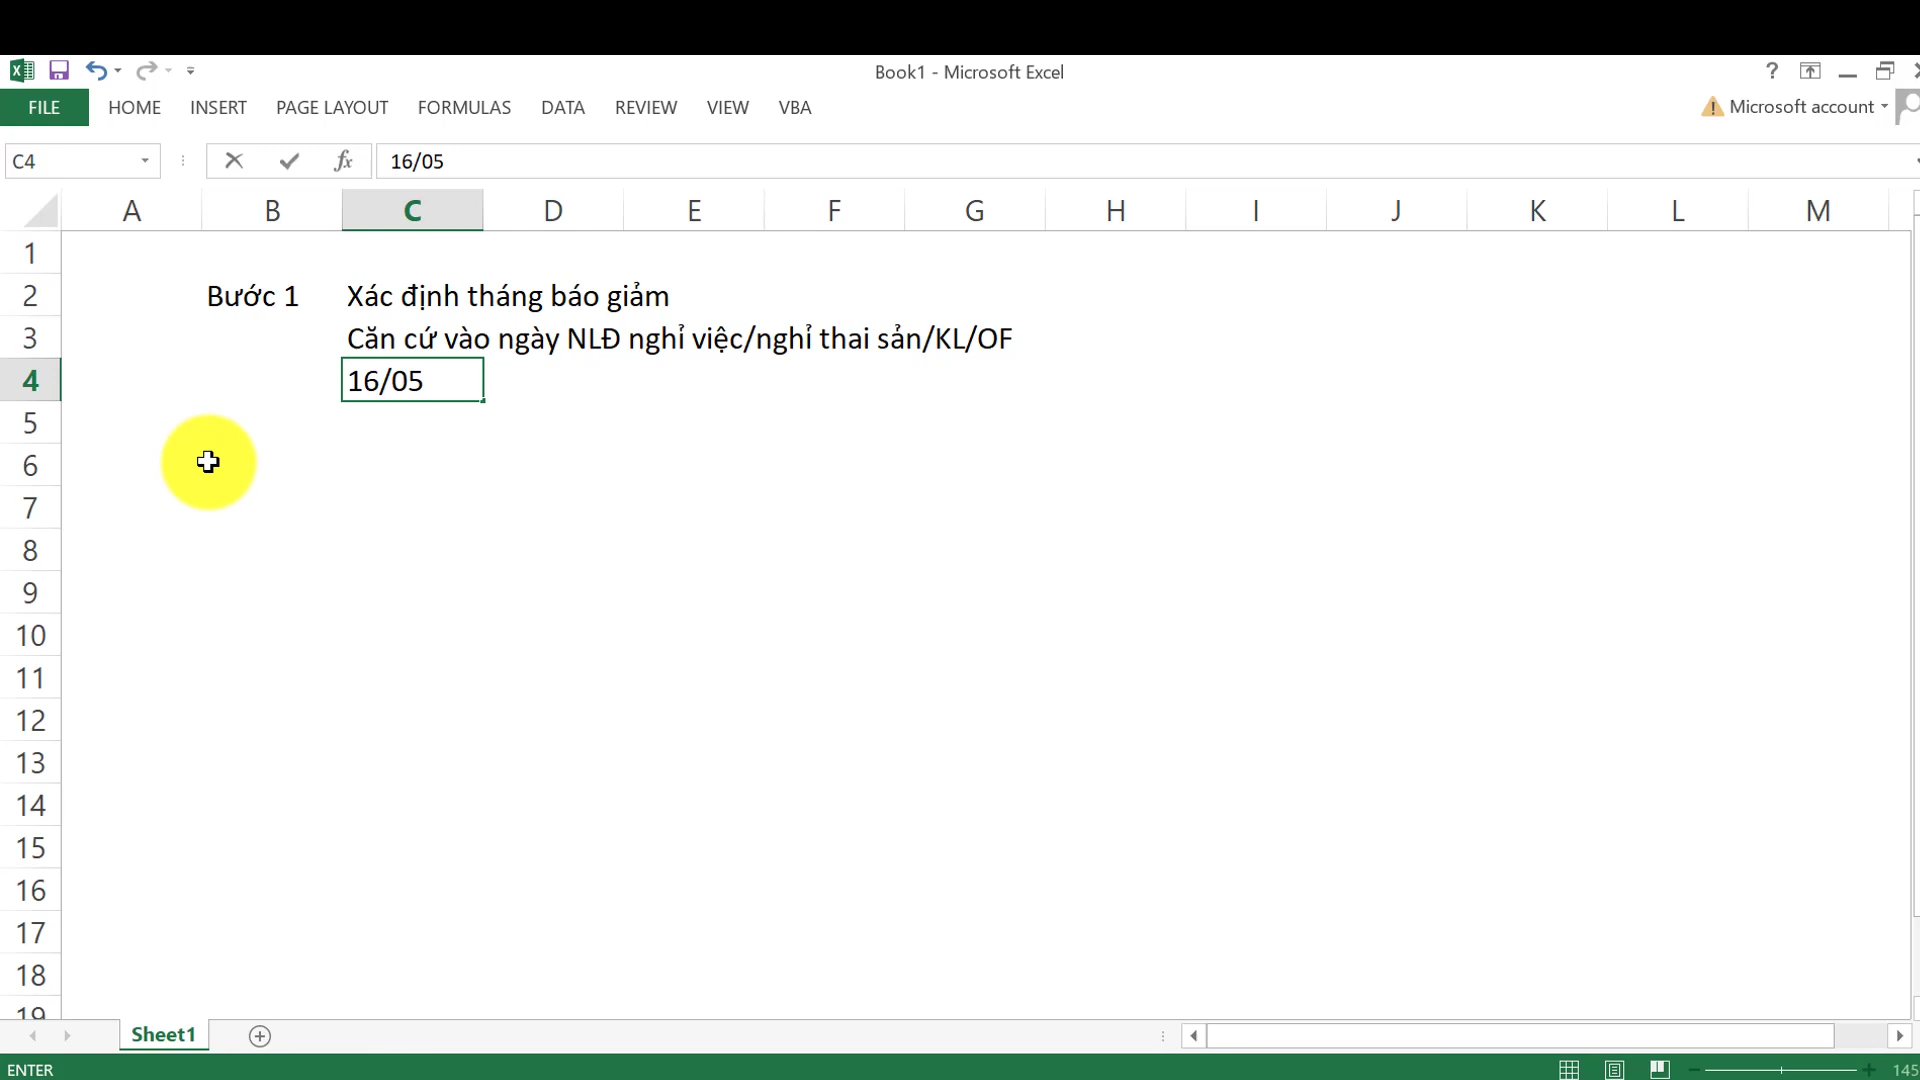 Book1 - Microsoft Excel
?
FILE HOME INSERT PAGE LAYOUT FORMULAS DATA REVIEW VIEW VBA
Microsoft account
C4
fx
16/05
A B C D E F G H I J K L M
1
2 Bước 1 Xác định tháng báo giảm
3 Căn cứ vào ngày NLĐ nghỉ việc/nghỉ thai sản/KL/OF
4 16/05
5
6
7
8
9
10
11
12
13
14
15
16
17
18
19
Sheet1
ENTER
145